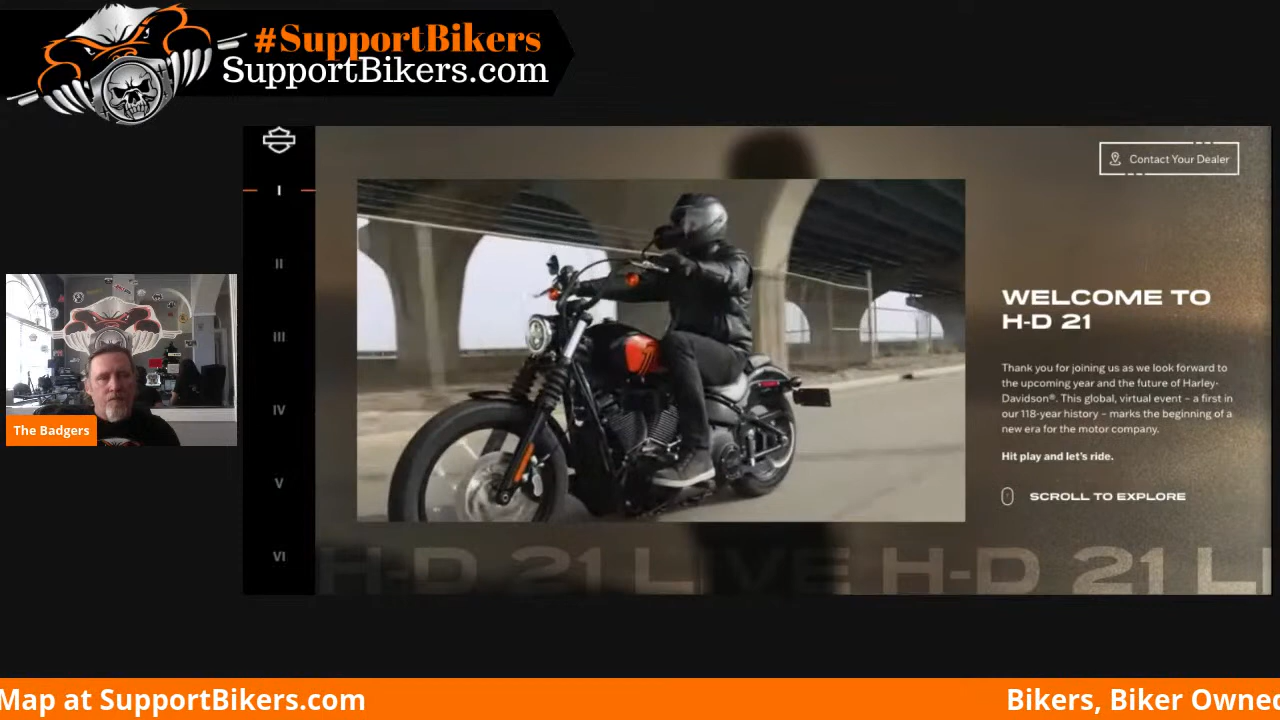 #SupportBikers
SupportBikers.com
I
II
III
IV
V
VI
Contact Your Dealer
WELCOME TO
H-D 21
Thank you for joining us as we look forward to
the upcoming year and the future of Harley-
Davidson®. This global, virtual event – a first in
our 118-year history – marks the beginning of a
new era for the motor company.
Hit play and let's ride.
SCROLL TO EXPLORE
H-D 21 LIVE H-D 21 LI
The Badgers
Map at SupportBikers.com
Bikers, Biker Owned